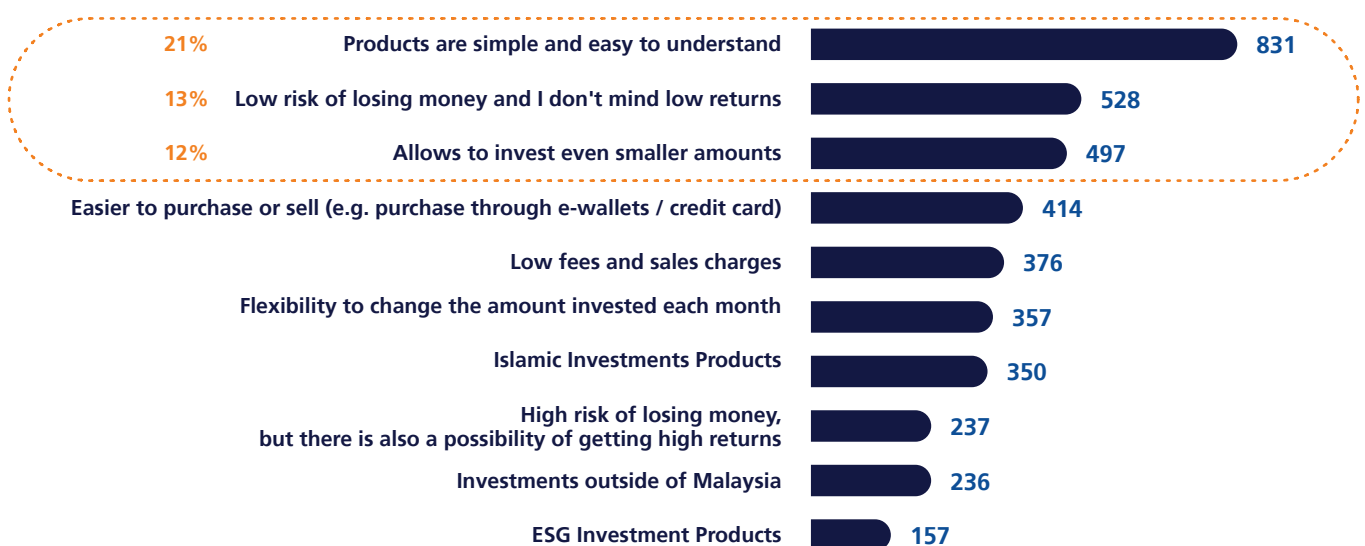 21% Products are simple and easy to understand 831
13% Low risk of losing money and I don't mind low returns 528
12% Allows to invest even smaller amounts 497
Easier to purchase or sell (e.g. purchase through e-wallets / credit card) 414
Low fees and sales charges 376
Flexibility to change the amount invested each month 357
Islamic Investments Products 350
High risk of losing money,
but there is also a possibility of getting high returns 237
Investments outside of Malaysia 236
ESG Investment Products 157